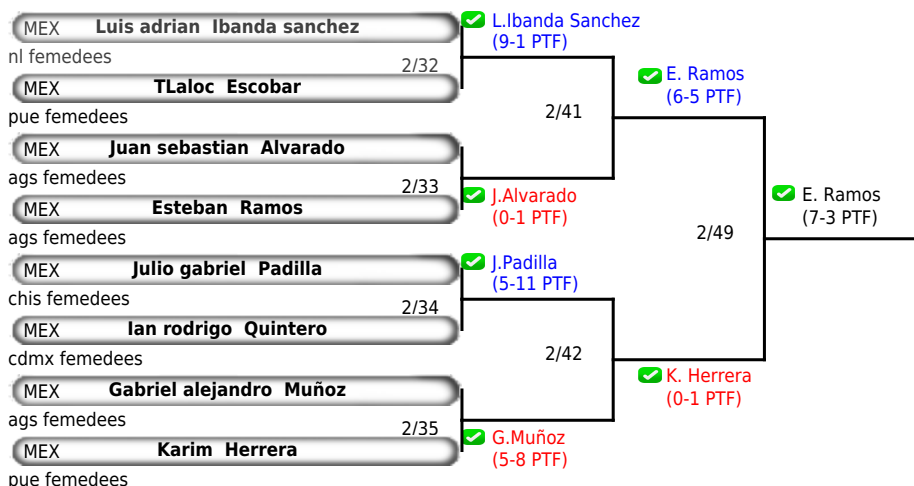 MEX Luis adrian Ibanda sanchez
L.Ibanda Sanchez
(9-1 PTF)
nl femedees
2/32
MEX TLaloc Escobar
pue femedees
E. Ramos
(6-5 PTF)
2/41
MEX Juan sebastian Alvarado
ags femedees
2/33
J.Alvarado
(0-1 PTF)
MEX Esteban Ramos
ags femedees
E. Ramos
(7-3 PTF)
2/49
MEX Julio gabriel Padilla
J.Padilla
(5-11 PTF)
chis femedees
2/34
MEX Ian rodrigo Quintero
cdmx femedees
2/42
K. Herrera
(0-1 PTF)
MEX Gabriel alejandro Muñoz
ags femedees
2/35
G.Muñoz
(5-8 PTF)
MEX Karim Herrera
pue femedees